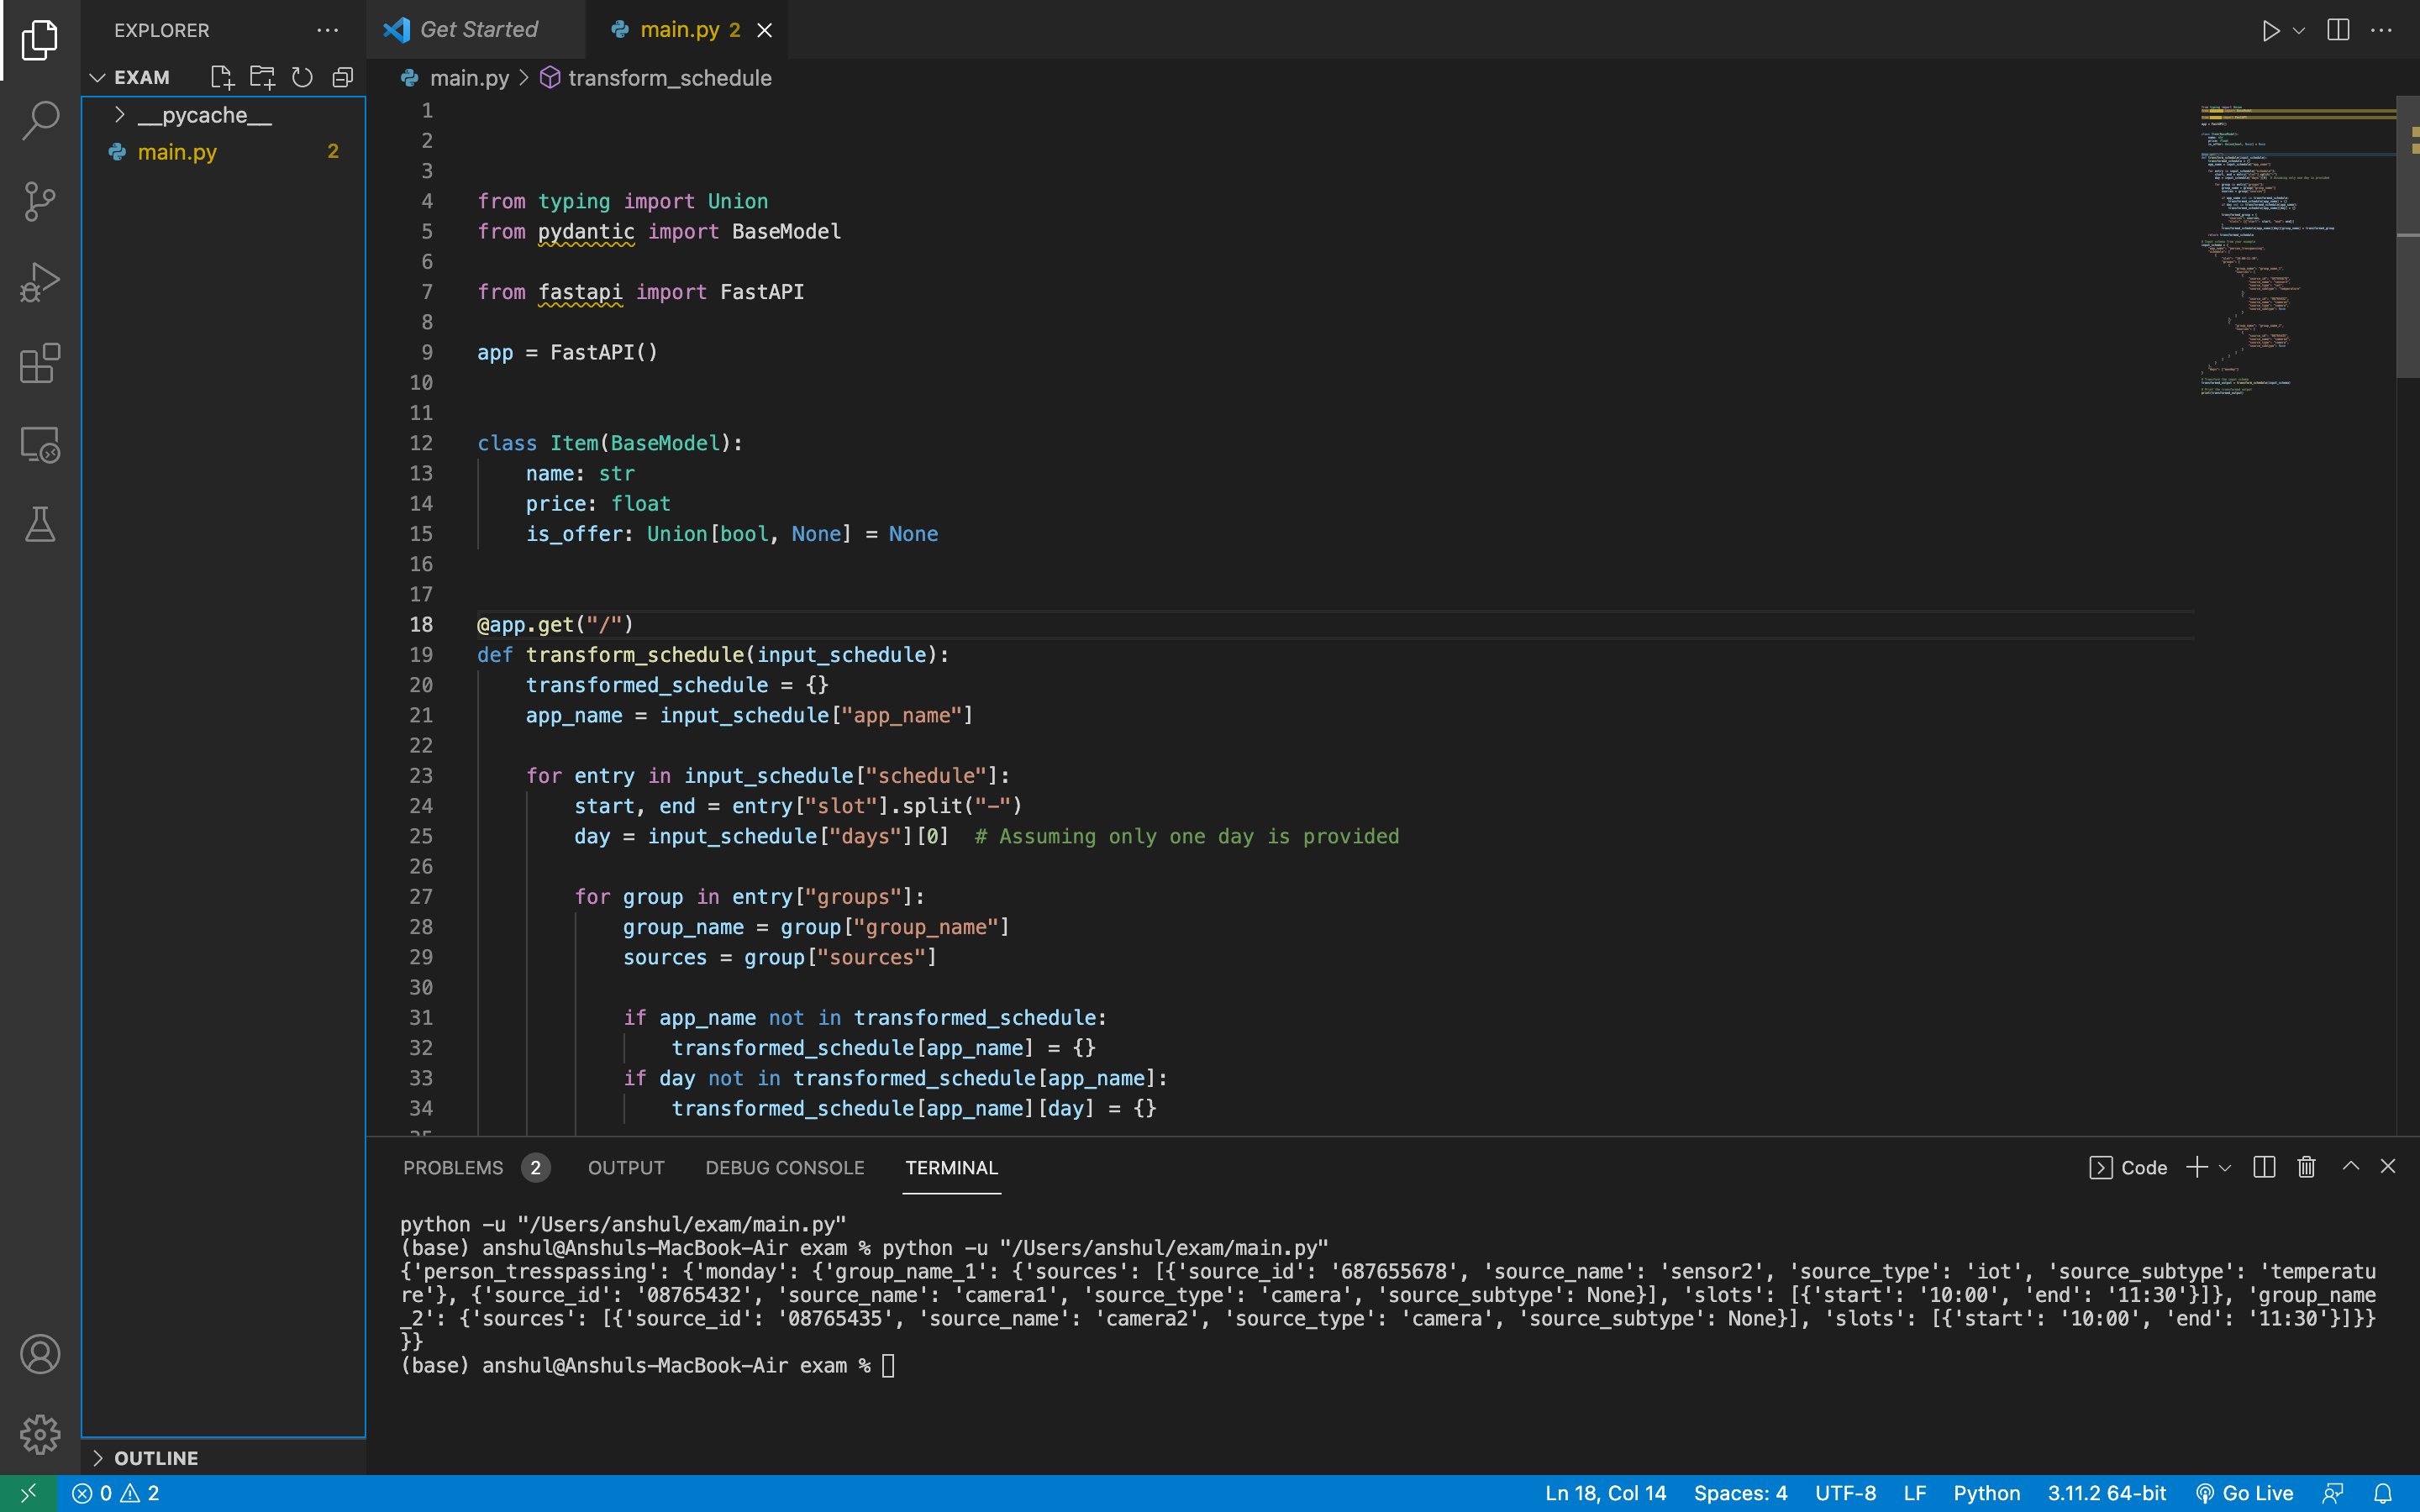 EXPLORER
Get Started
main.py 2
EXAM
main.py > transform_schedule
__pycache__
main.py 2
1
2
3
4 from typing import Union
5 from pydantic import BaseModel
6
7 from fastapi import FastAPI
8
9 app = FastAPI()
10
11
12 class Item(BaseModel):
13     name: str
14     price: float
15     is_offer: Union[bool, None] = None
16
17
18 @app.get("/")
19 def transform_schedule(input_schedule):
20     transformed_schedule = {}
21     app_name = input_schedule["app_name"]
22
23     for entry in input_schedule["schedule"]:
24         start, end = entry["slot"].split("-")
25         day = input_schedule["days"][0]  # Assuming only one day is provided
26
27         for group in entry["groups"]:
28             group_name = group["group_name"]
29             sources = group["sources"]
30
31             if app_name not in transformed_schedule:
32                 transformed_schedule[app_name] = {}
33             if day not in transformed_schedule[app_name]:
34                 transformed_schedule[app_name][day] = {}
PROBLEMS 2 OUTPUT DEBUG CONSOLE TERMINAL
Code
python -u "/Users/anshul/exam/main.py"
(base) anshul@Anshuls-MacBook-Air exam % python -u "/Users/anshul/exam/main.py"
{'person_tresspassing': {'monday': {'group_name_1': {'sources': [{'source_id': '687655678', 'source_name': 'sensor2', 'source_type': 'iot', 'source_subtype': 'temperatu
re'}, {'source_id': '08765432', 'source_name': 'camera1', 'source_type': 'camera', 'source_subtype': None}], 'slots': [{'start': '10:00', 'end': '11:30'}]}, 'group_name
_2': {'sources': [{'source_id': '08765435', 'source_name': 'camera2', 'source_type': 'camera', 'source_subtype': None}], 'slots': [{'start': '10:00', 'end': '11:30'}]}}
}}
(base) anshul@Anshuls-MacBook-Air exam %
OUTLINE
0 2
Ln 18, Col 14 Spaces: 4 UTF-8 LF Python 3.11.2 64-bit Go Live